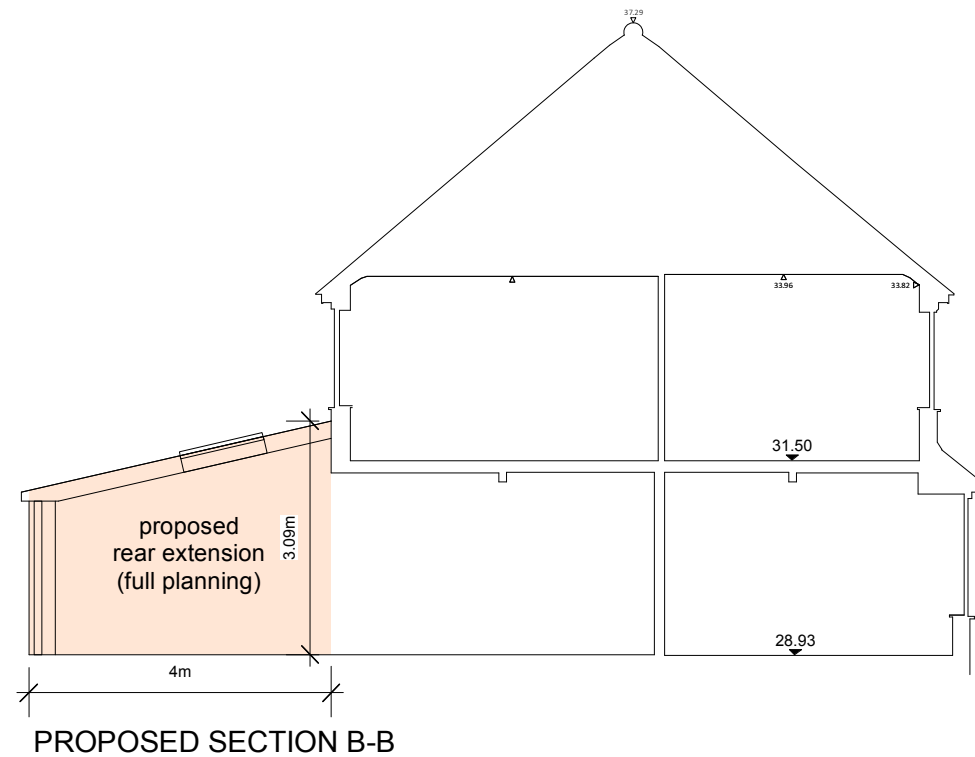 37.29
33.96
33.82
31.50
proposed
rear extension
(full planning)
3.09m
28.93
4m
PROPOSED SECTION B-B